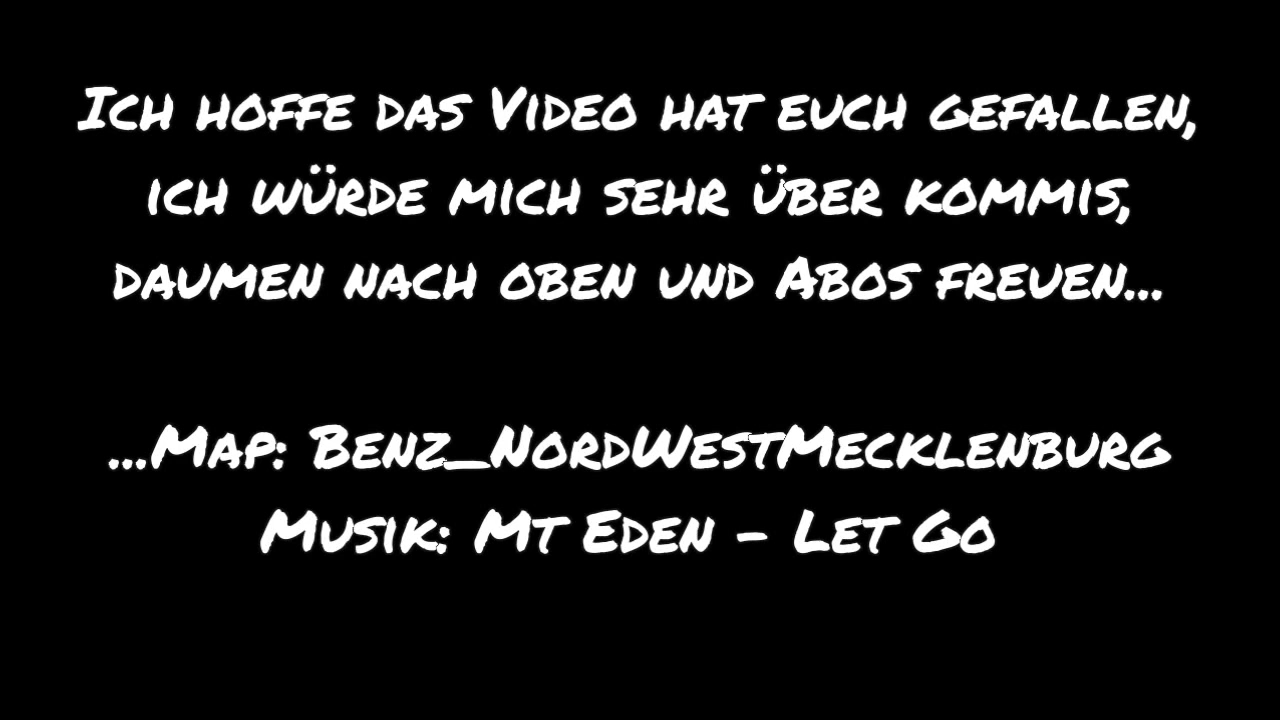 Ich hoffe das Video hat euch gefallen,
ich würde mich sehr über kommis,
daumen nach oben und Abos freuen...
...Map: Benz_NordWestMecklenburg
Musik: Mt Eden - Let Go